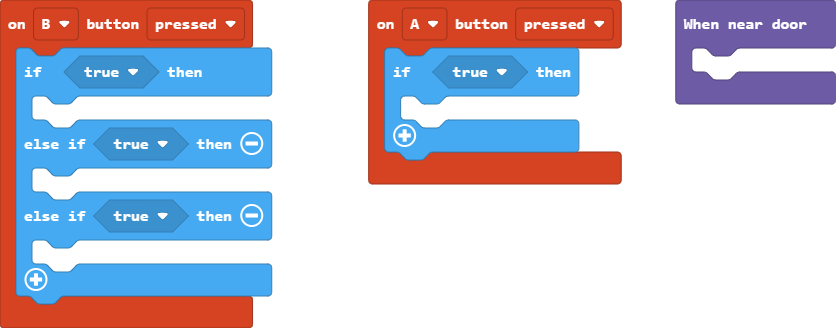 on B button pressed
if true then
else if true then
else if true then
on A button pressed
if true then
When near door